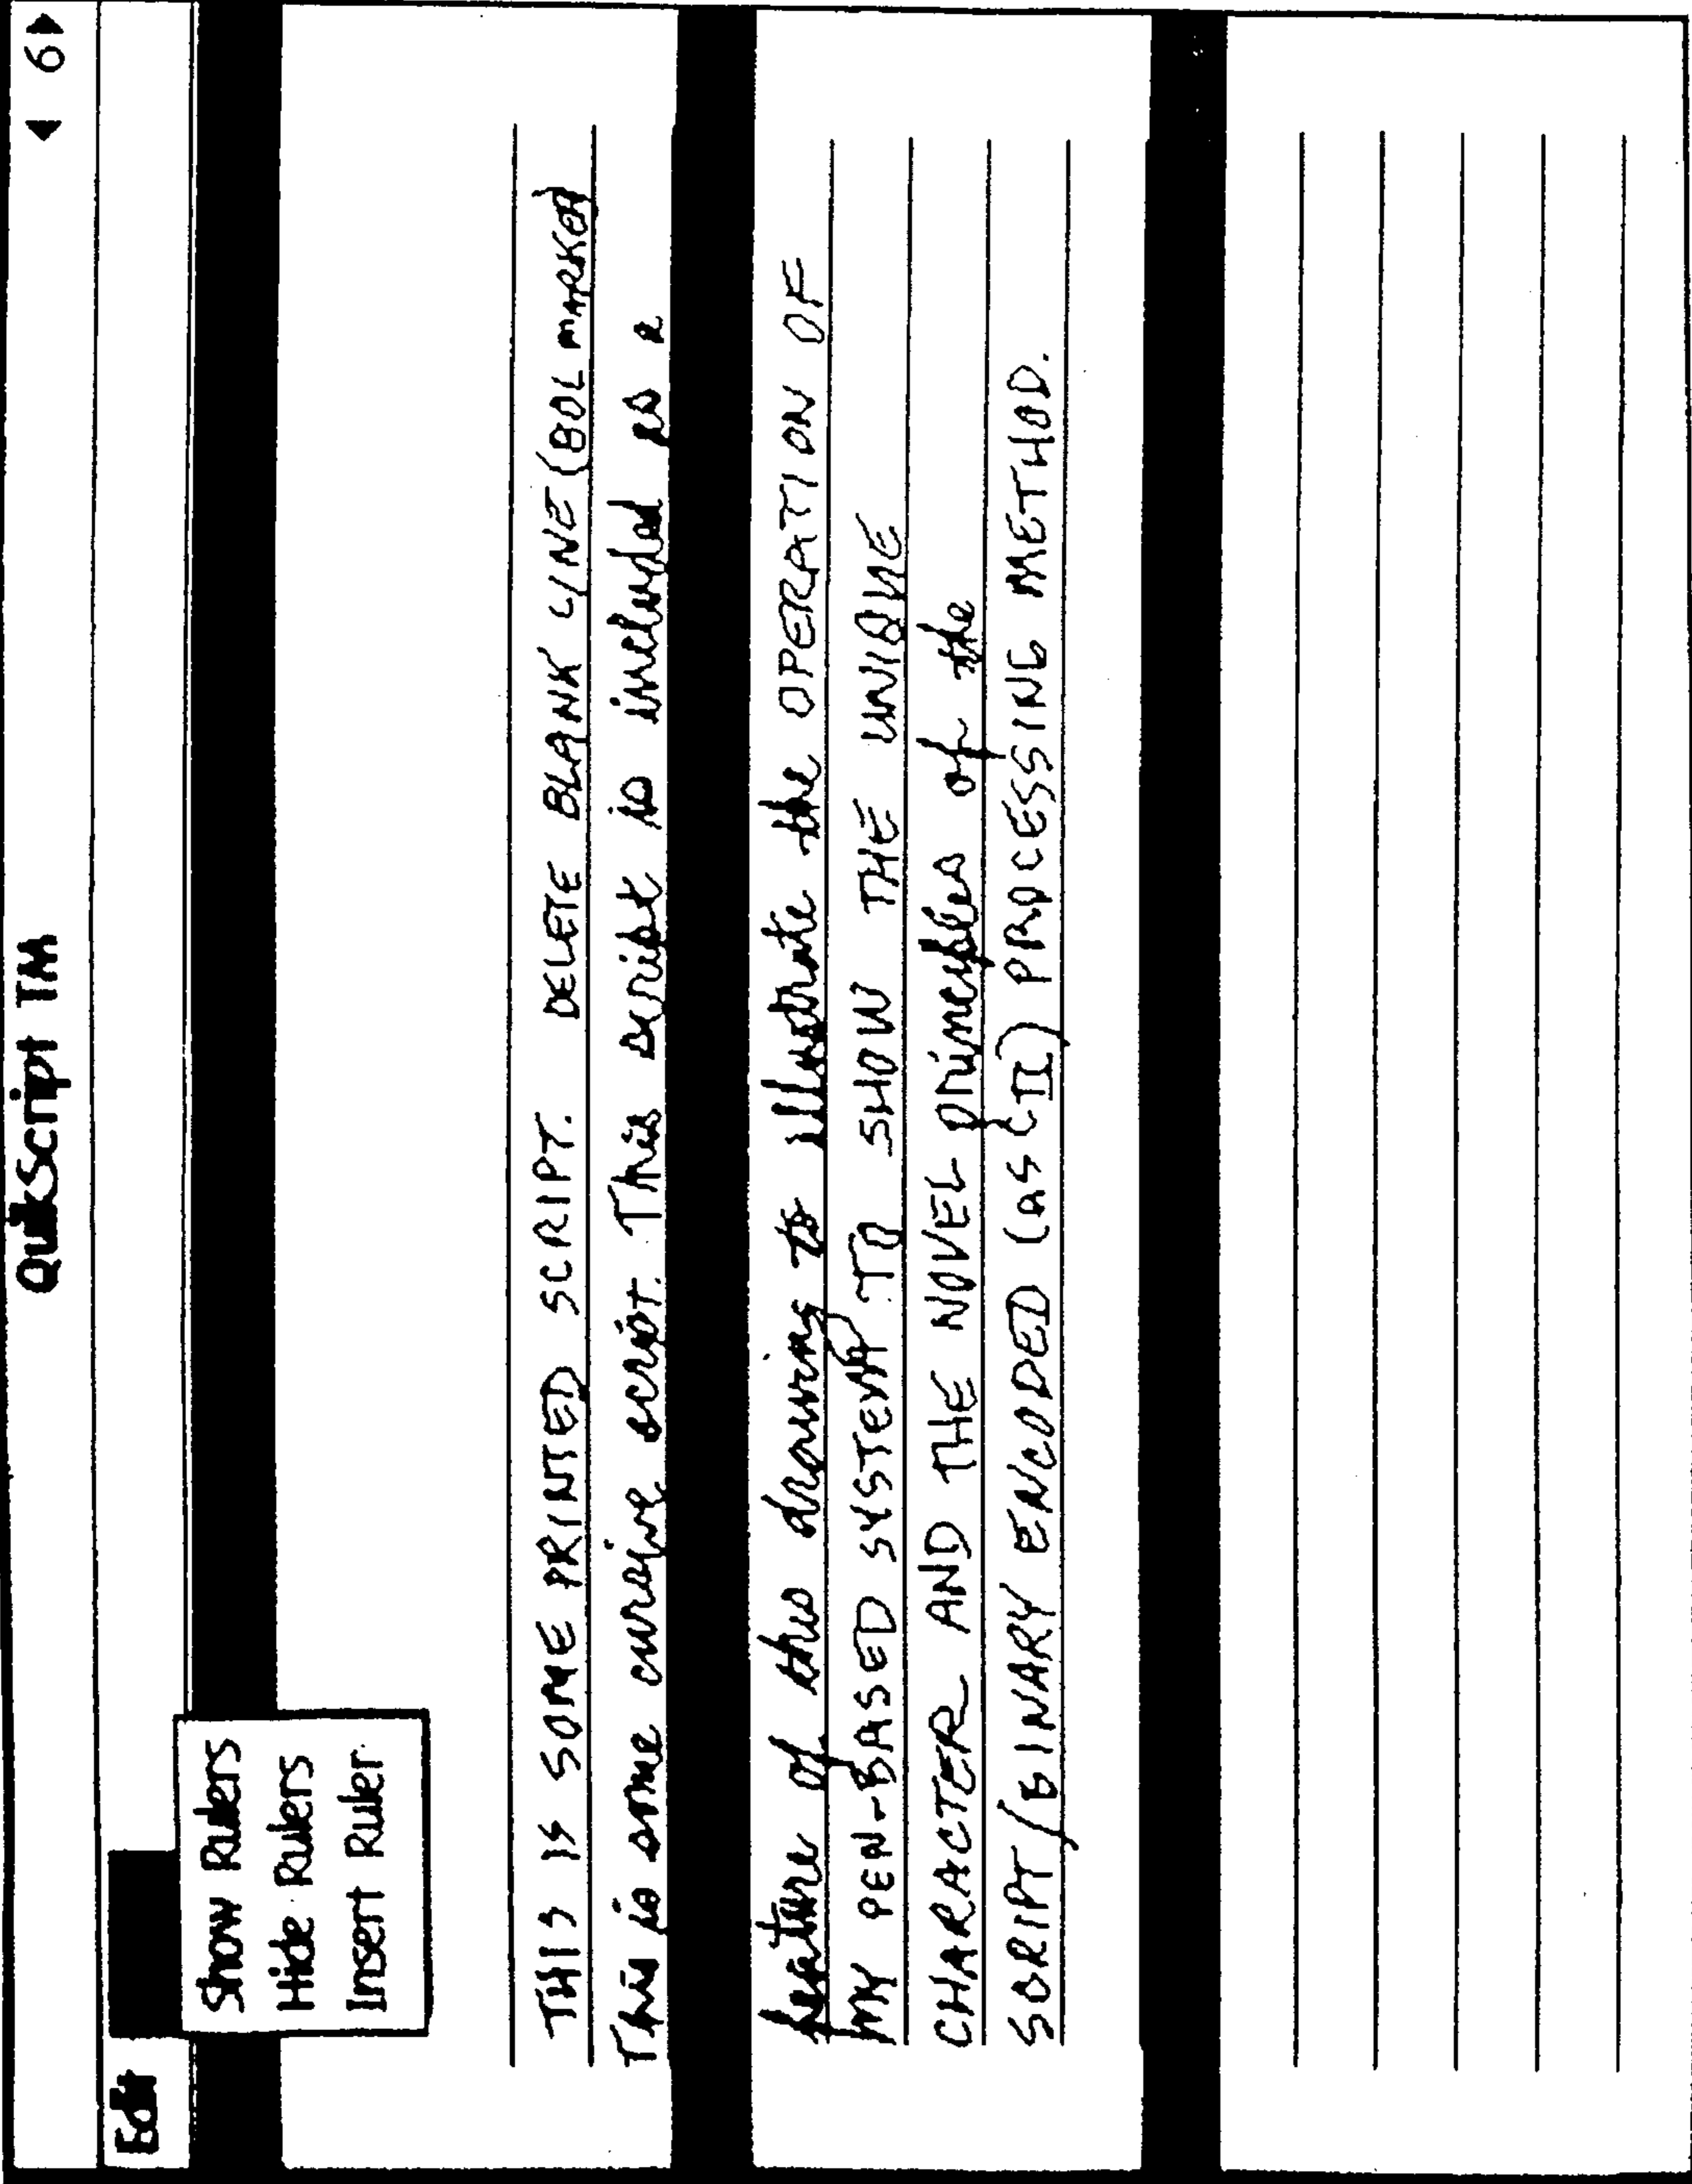 QuikScript TM
◀ 6 ▶
Edit
Show Rulers
Hide Rulers
Insert Ruler
THIS IS SOME PRINTED SCRIPT. DELETE BLANK LINE (BOL MARKED
This is some cursive script. This script is included as a
feature of this drawing to illustrate the OPERATION OF
MY PEN-BASED SYSTEM TO SHOW THE UNIQUE
CHARACTER AND THE NOVEL principles of the
SCRIPT/BINARY ENCODED (ASCII) PROCESSING METHOD.